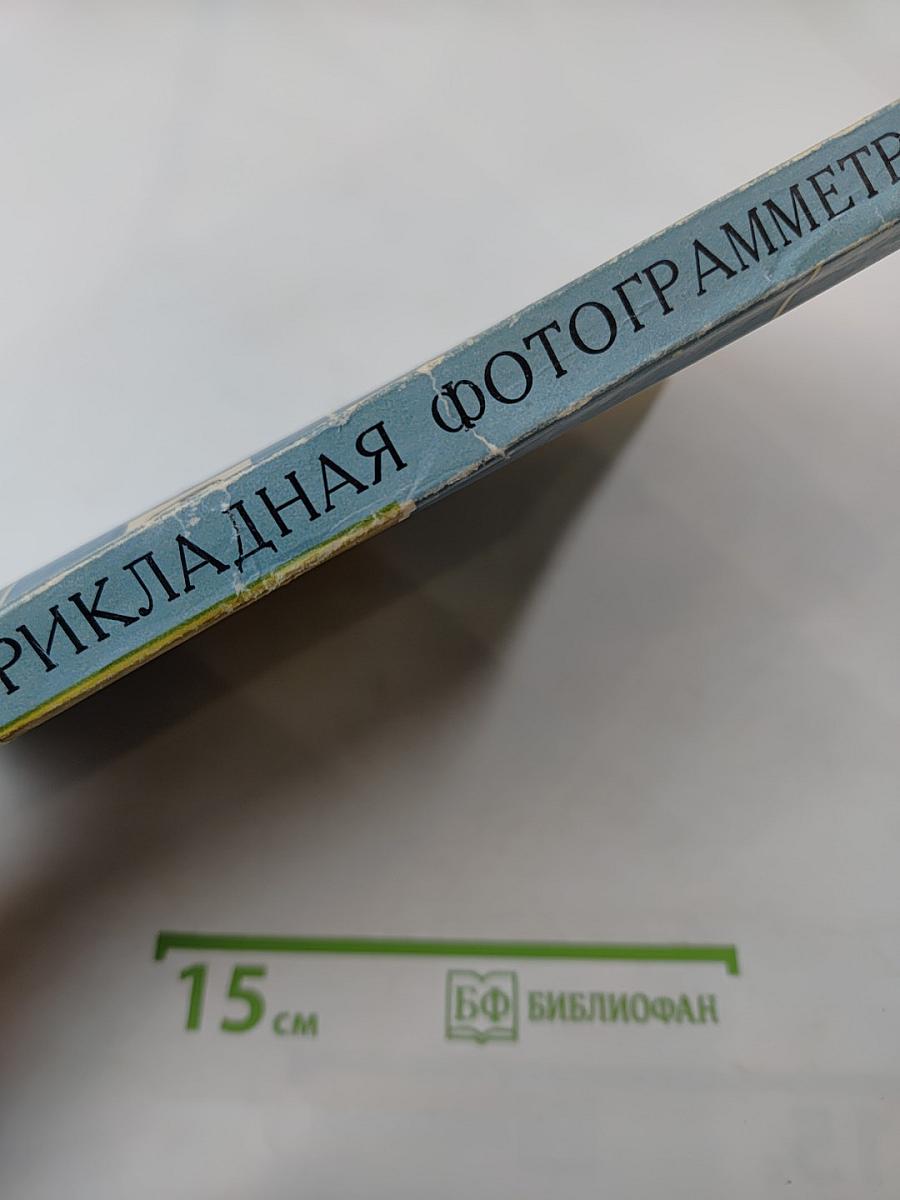 РИКЛАДНАЯ ФОТОГРАММЕТР
15 см
БФ БИБЛИОФАН